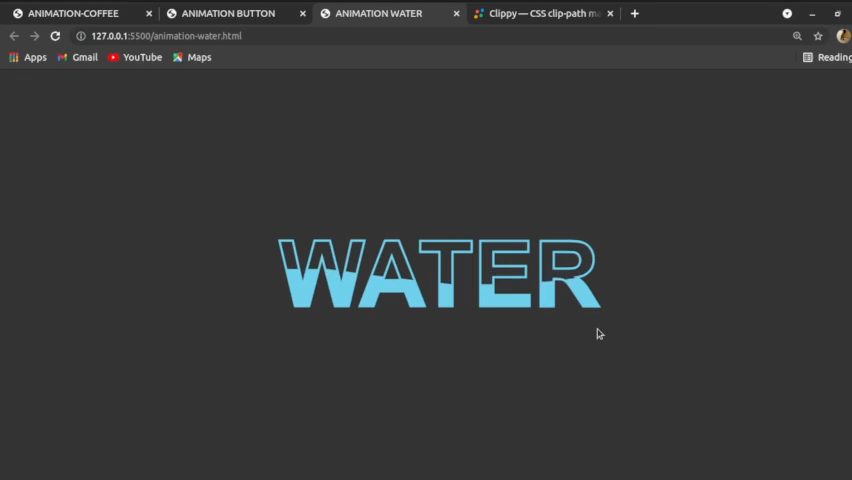 ANIMATION-COFFEE
ANIMATION BUTTON
ANIMATION WATER
Clippy — CSS clip-path ma
127.0.0.1:5500/animation-water.html
Apps
Gmail
YouTube
Maps
Reading
WATER